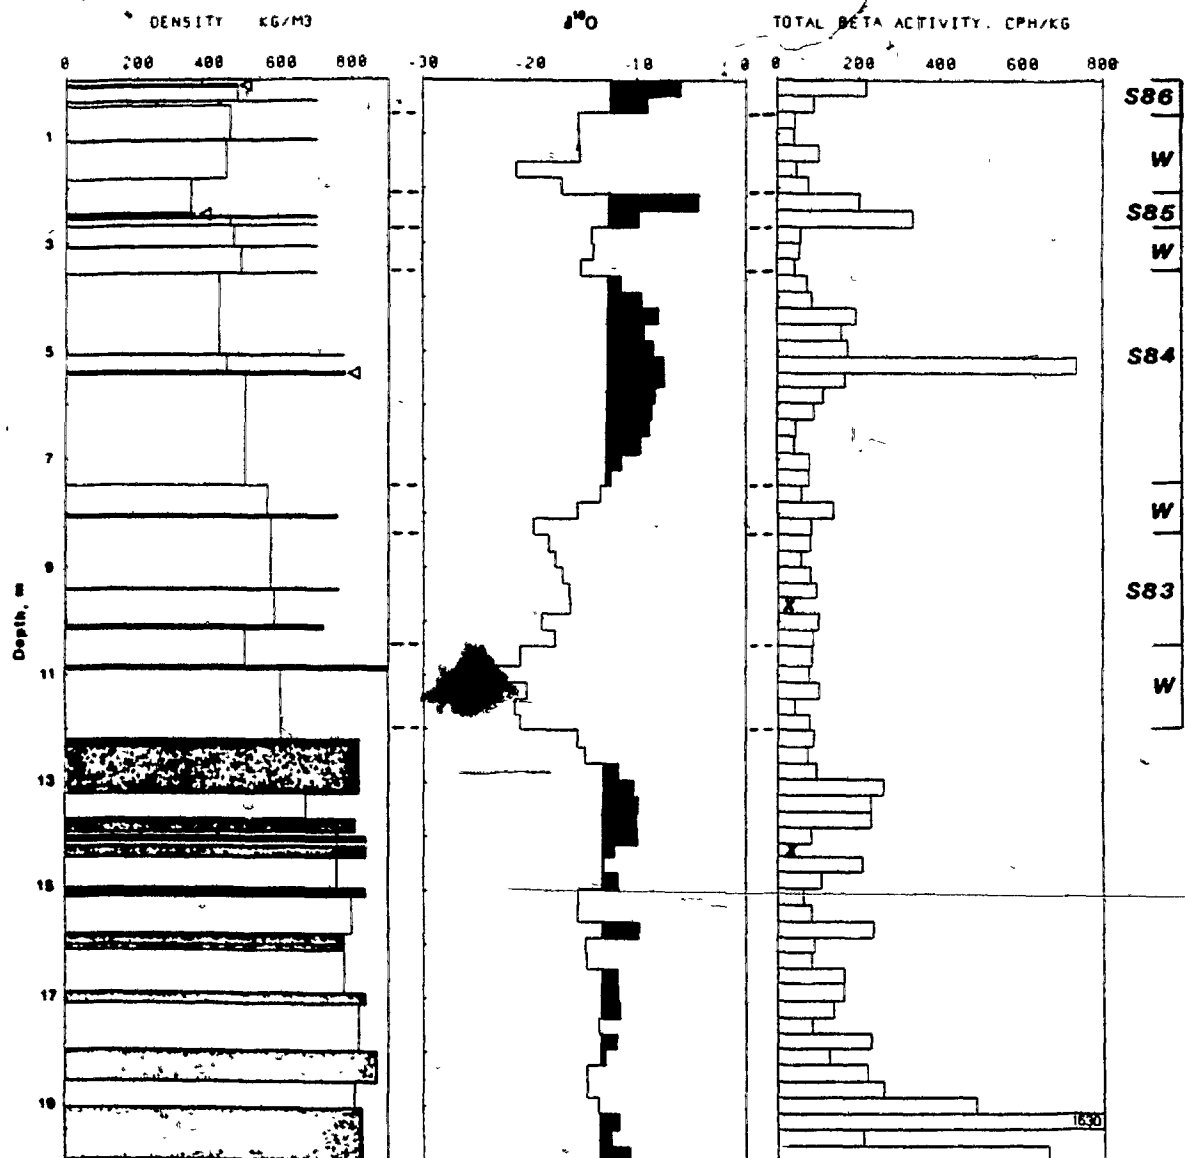 DENSITY KG/M3
δ¹⁸O
TOTAL BETA ACTIVITY. CPH/KG
0 200 400 600 800
-30 -20 -10 0
0 200 400 600 800
S86
1
W
S85
3
W
5
S84
7
W
9
S83
X
Depth, m
11
W
13
X
15
17
19
1630